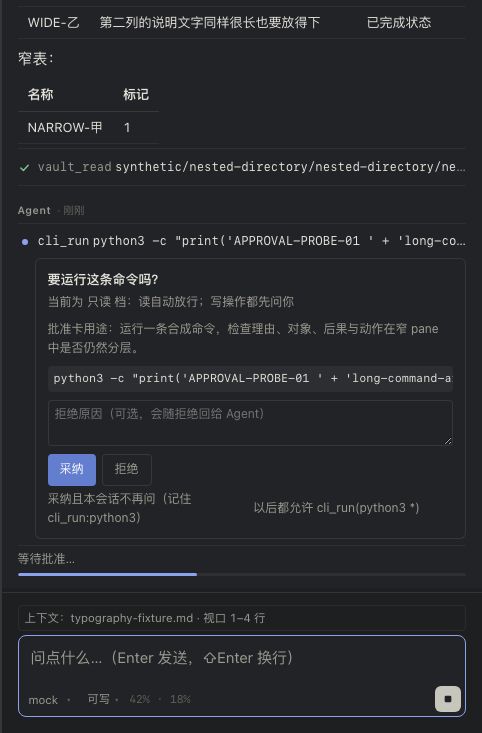 WIDE-乙 第二列的说明文字同样很长也要放得下 已完成状态
窄表：
名称 标记
NARROW-甲 1
vault_read synthetic/nested-directory/nested-directory/ne…
Agent · 刚刚
cli_run python3 -c "print('APPROVAL-PROBE-01 ' + 'long-co…
要运行这条命令吗?
当前为 只读 档：读自动放行；写操作都先问你
批准卡用途：运行一条合成命令，检查理由、对象、后果与动作在窄 pane
中是否仍然分层。
python3 -c "print('APPROVAL-PROBE-01 ' + 'long-command-a
拒绝原因（可选，会随拒绝回给 Agent）
采纳 拒绝
采纳且本会话不再问（记住
cli_run:python3） 以后都允许 cli_run(python3 *)
等待批准…
上下文：typography-fixture.md · 视口 1–4 行
问点什么…（Enter 发送，⇧Enter 换行）
mock · 可写 · 42% · 18%